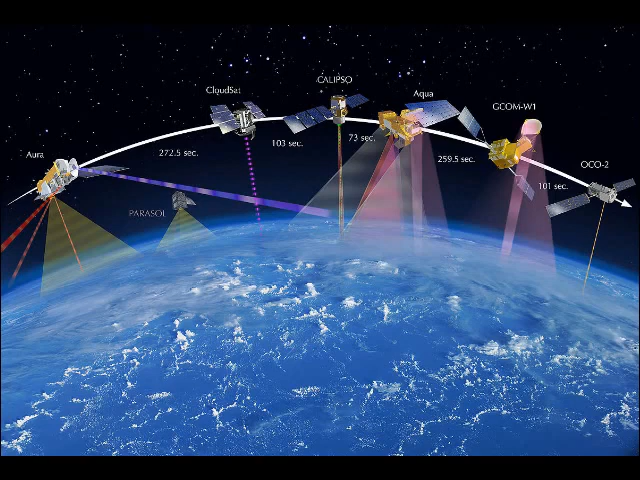 CloudSat
CALIPSO
Aqua
GCOM-W1
Aura
272.5 sec.
103 sec.
73 sec.
259.5 sec.
101 sec.
OCO-2
PARASOL